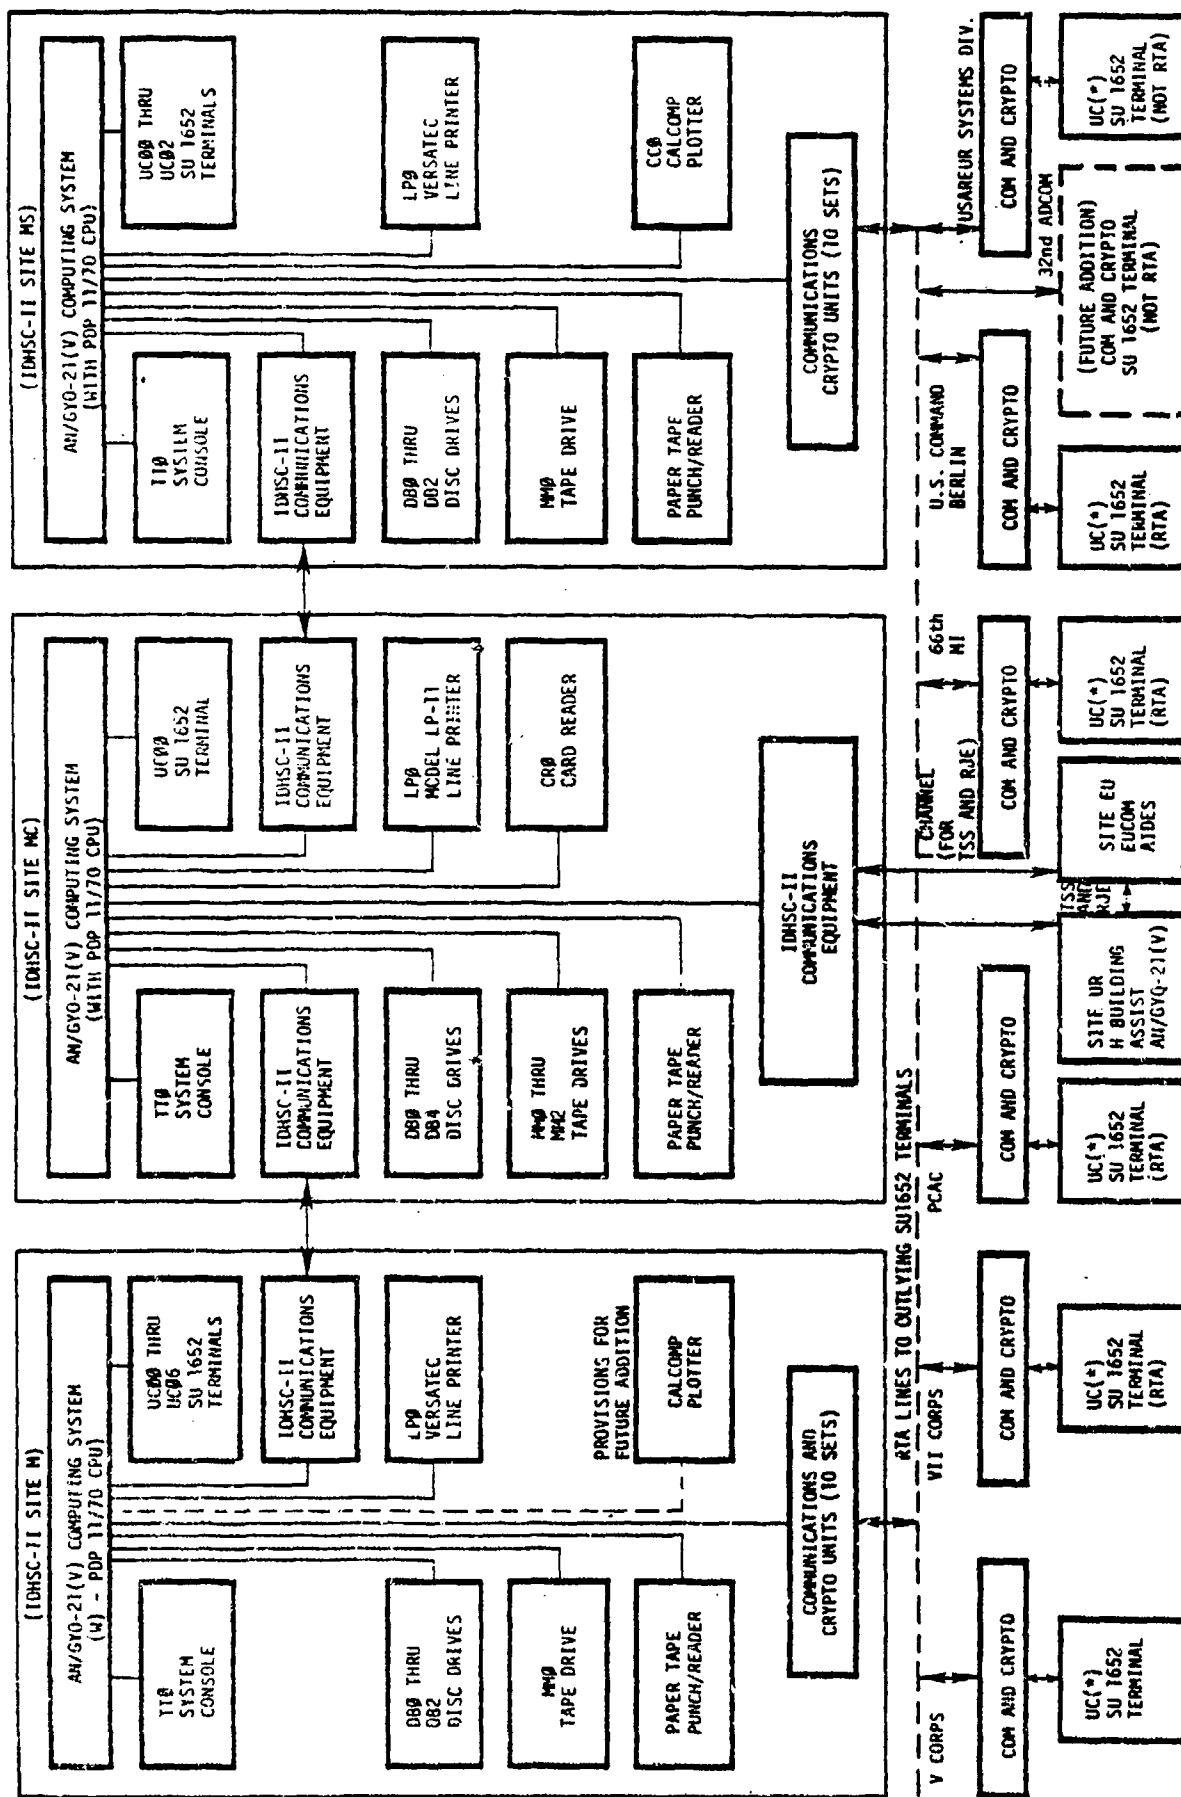 (IDHSC-II SITE M)
AN/GYO-21(V) COMPUTING SYSTEM
(W) - PDP 11/70 CPU)
TTØ
SYSTEM
CONSOLE
UCØØ THRU
UCØ6
SU 1652
TERMINALS
IDHSC-II
COMMUNICATIONS
EQUIPMENT
DBØ THRU
DB2
DISC DRIVES
LPØ
VERSATEC
LINE PRINTER
MMØ
TAPE DRIVE
PROVISIONS FOR
FUTURE ADDITION
PAPER TAPE
PUNCH/READER
CALCOMP
PLOTTER
COMMUNICATIONS AND
CRYPTO UNITS (10 SETS)
(IDHSC-II SITE MC)
AN/GYO-21(V) COMPUTING SYSTEM
(WITH PDP 11/70 CPU)
TTØ
SYSTEM
CONSOLE
UCØØ
SU 1652
TERMINAL
IDHSC-II
COMMUNICATIONS
EQUIPMENT
IDHSC-II
COMMUNICATIONS
EQUIPMENT
DBØ THRU
DB4
DISC DRIVES
LPØ
MODEL LP-11
LINE PRINTER
MMØ THRU
MM2
TAPE DRIVES
CRØ
CARD READER
PAPER TAPE
PUNCH/READER
IDHSC-II
COMMUNICATIONS
EQUIPMENT
(IDHSC-II SITE MS)
AN/GYO-21(V) COMPUTING SYSTEM
(WITH PDP 11/70 CPU)
TTØ
SYSTEM
CONSOLE
UCØØ THRU
UCØ2
SU 1652
TERMINALS
IDHSC-II
COMMUNICATIONS
EQUIPMENT
DBØ THRU
DB2
DISC DRIVES
LPØ
VERSATEC
LINE PRINTER
MMØ
TAPE DRIVE
PAPER TAPE
PUNCH/READER
CCØ
CALCOMP
PLOTTER
COMMUNICATIONS
CRYPTO UNITS (10 SETS)
RTA LINES TO OUTLYING SU1652 TERMINALS
1 CHANNEL
(FOR
TSS AND RJE)
V CORPS
COM AND CRYPTO
UC(*)
SU 1652
TERMINAL
VII CORPS
COM AND CRYPTO
UC(*)
SU 1652
TERMINAL
(RTA)
PCAC
COM AND CRYPTO
UC(*)
SU 1652
TERMINAL
(RTA)
SITE UR
H BUILDING
ASSIST
AN/GYQ-21(V)
TSS
AND
RJE
SITE EU
EUCOM
AIDES
66th
MI
COM AND CRYPTO
UC(*)
SU 1652
TERMINAL
(RTA)
U.S. COMMAND
BERLIN
COM AND CRYPTO
UC(*)
SU 1652
TERMINAL
(RTA)
32nd ADCOM
(FUTURE ADDITION)
COM AND CRYPTO
SU 1652 TERMINAL
(NOT RTA)
USAREUR SYSTEMS DIV.
COM AND CRYPTO
UC(*)
SU 1652
TERMINAL
(NOT RTA)